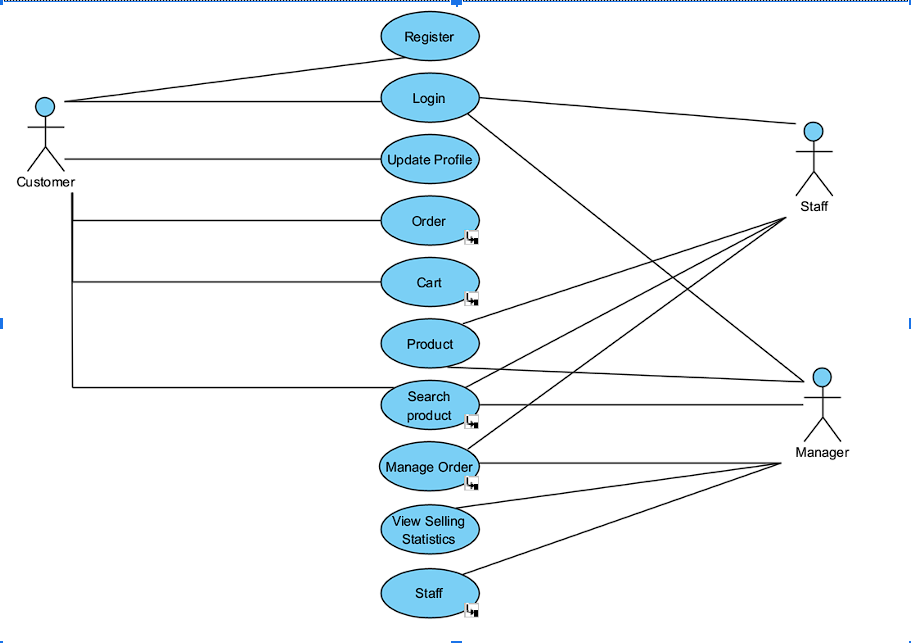 Register
Login
Update Profile
Customer
Staff
Order
Cart
Product
Search
product
Manager
Manage Order
View Selling
Statistics
Staff